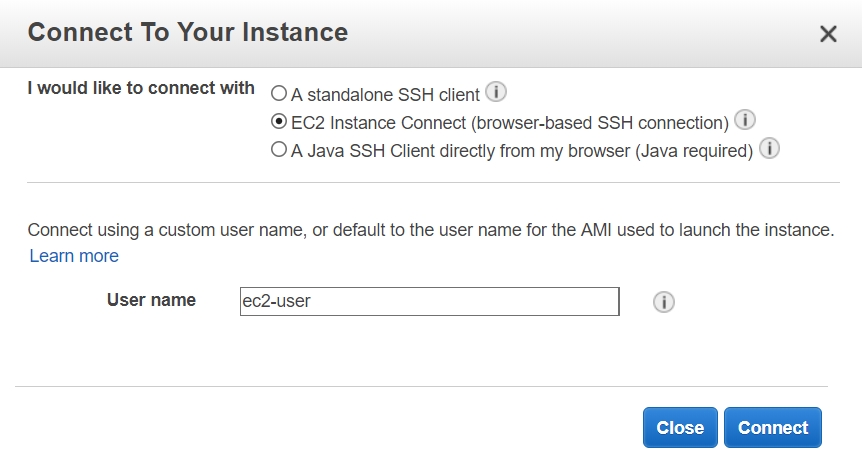 Connect To Your Instance
I would like to connect with
A standalone SSH client
EC2 Instance Connect (browser-based SSH connection)
A Java SSH Client directly from my browser (Java required)
Connect using a custom user name, or default to the user name for the AMI used to launch the instance.
Learn more
User name ec2-user
Close Connect